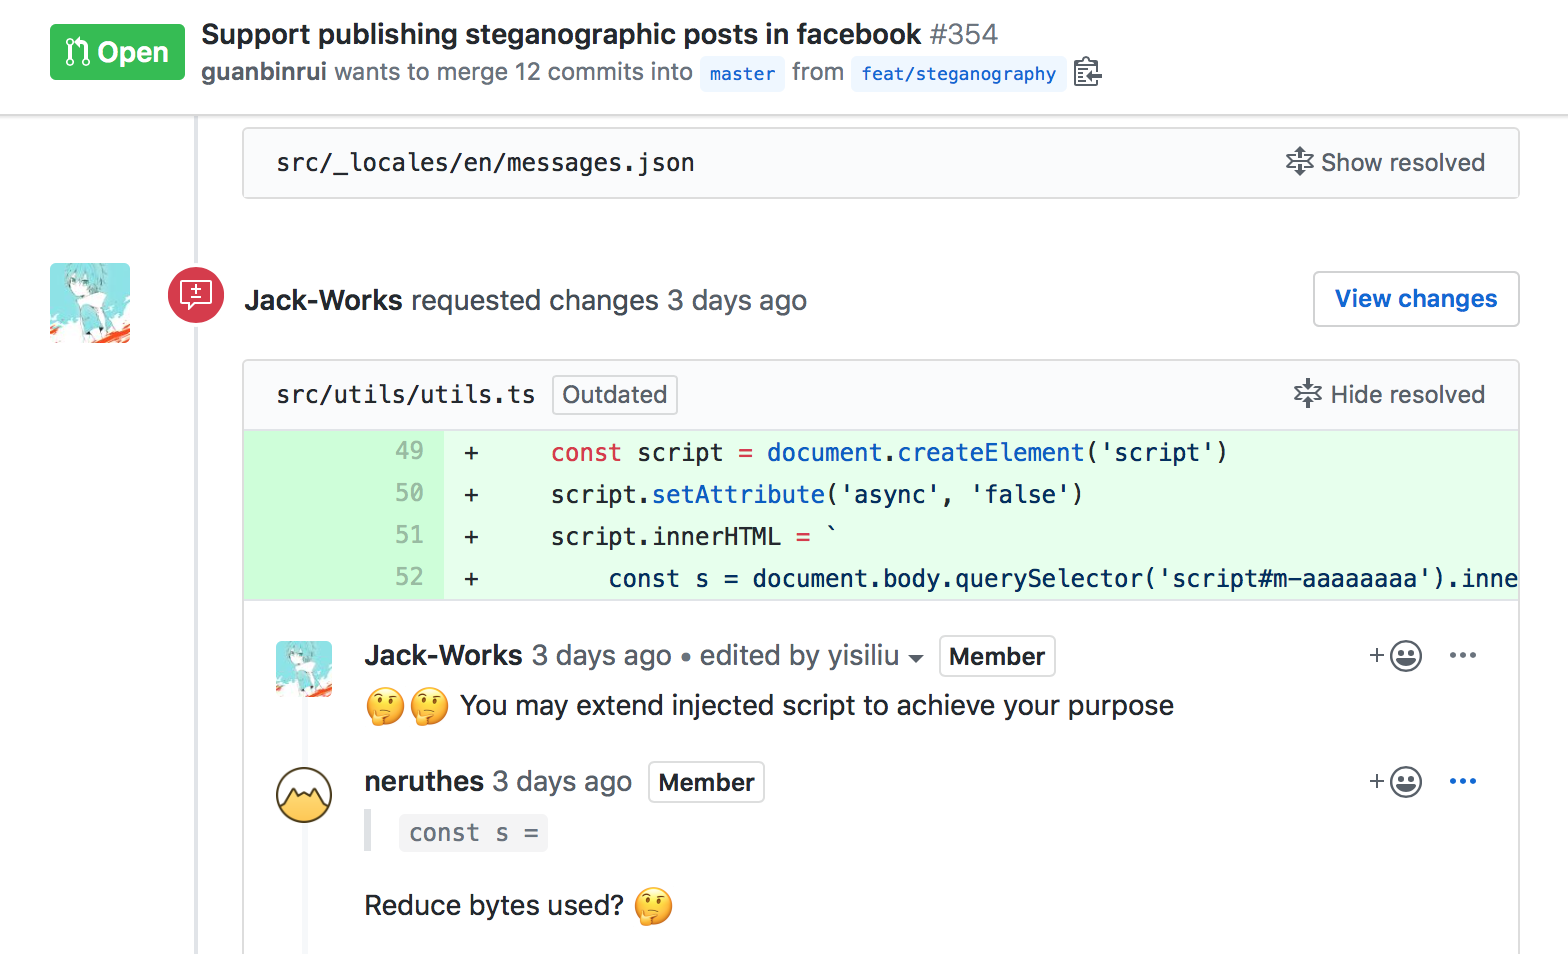 Open
Support publishing steganographic posts in facebook #354
guanbinrui wants to merge 12 commits into master from feat/steganography
src/_locales/en/messages.json Show resolved
Jack-Works requested changes 3 days ago View changes
src/utils/utils.ts Outdated Hide resolved
49 + const script = document.createElement('script')
50 + script.setAttribute('async', 'false')
51 + script.innerHTML = `
52 + const s = document.body.querySelector('script#m-aaaaaaaa').inne
Jack-Works 3 days ago • edited by yisiliu Member
🤔🤔 You may extend injected script to achieve your purpose
neruthes 3 days ago Member
const s =
Reduce bytes used? 🤔